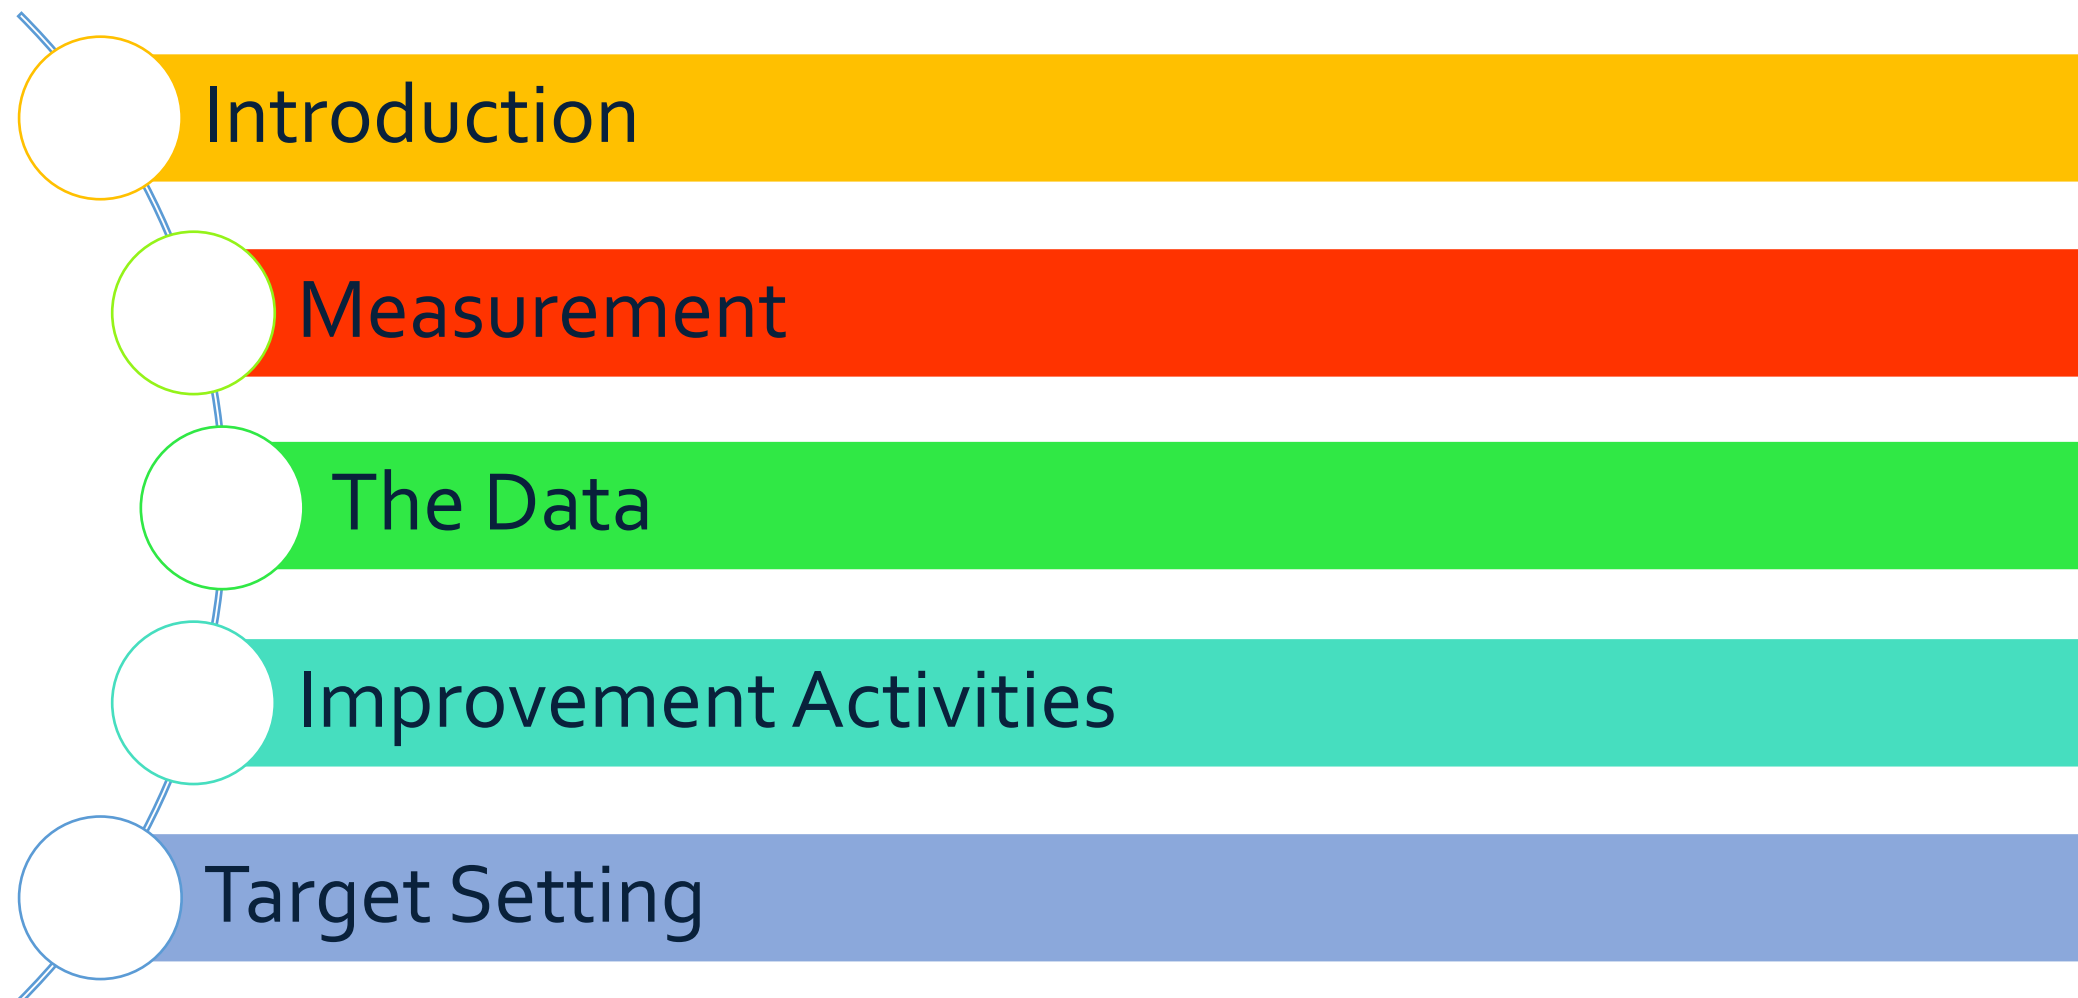 Introduction
Measurement
The Data
Improvement Activities
Target Setting